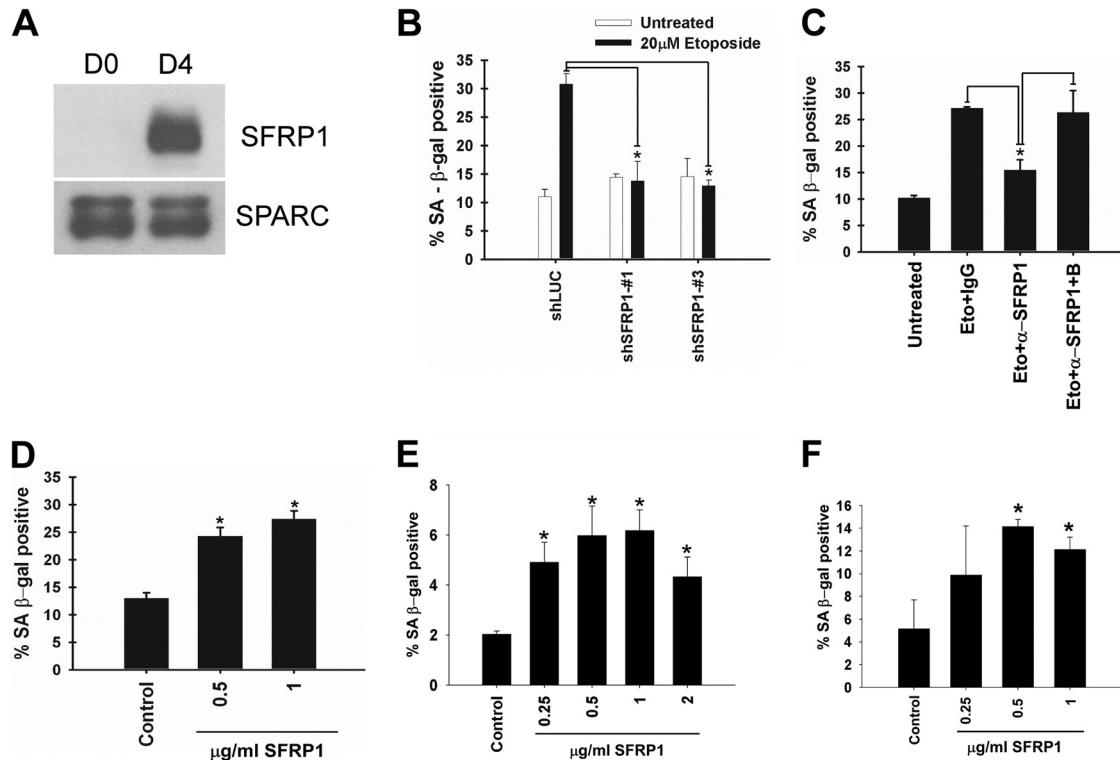 A
D0 D4
SFRP1
SPARC
B
Untreated
20μM Etoposide
% SA - β-gal positive
35
30
25
20
15
10
5
0
*
*
shLUC
shSFRP1-#1
shSFRP1-#3
C
% SA β-gal positive
35
30
25
20
15
10
5
0
*
Untreated
Eto+IgG
Eto+α-SFRP1
Eto+α-SFRP1+B
D
% SA β-gal positive
35
30
25
20
15
10
5
0
*
*
Control
0.5
1
μg/ml SFRP1
E
% SA β-gal positive
8
6
4
2
0
*
*
*
*
Control
0.25
0.5
1
2
μg/ml SFRP1
F
% SA β-gal positive
16
14
12
10
8
6
4
2
0
*
*
Control
0.25
0.5
1
μg/ml SFRP1